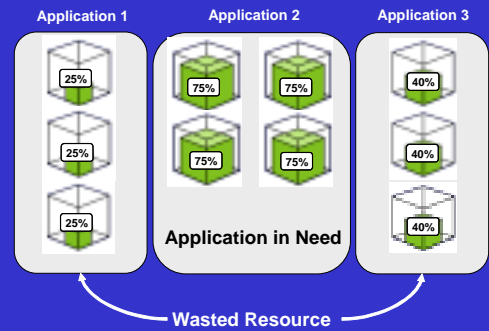 Application 1
Application 2
Application 3
25%
25%
25%
75%
75%
75%
75%
Application in Need
40%
40%
40%
Wasted Resource